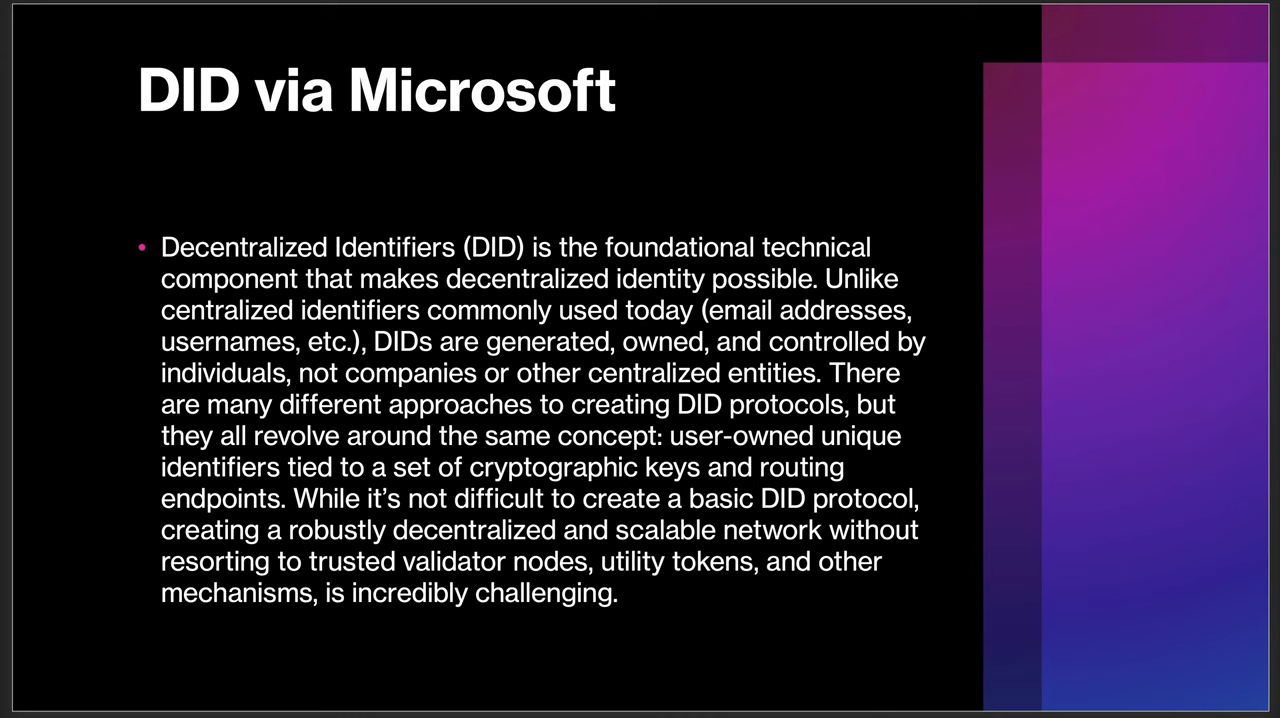 DID via Microsoft
• Decentralized Identifiers (DID) is the foundational technical
component that makes decentralized identity possible. Unlike
centralized identifiers commonly used today (email addresses,
usernames, etc.), DIDs are generated, owned, and controlled by
individuals, not companies or other centralized entities. There
are many different approaches to creating DID protocols, but
they all revolve around the same concept: user-owned unique
identifiers tied to a set of cryptographic keys and routing
endpoints. While it’s not difficult to create a basic DID protocol,
creating a robustly decentralized and scalable network without
resorting to trusted validator nodes, utility tokens, and other
mechanisms, is incredibly challenging.